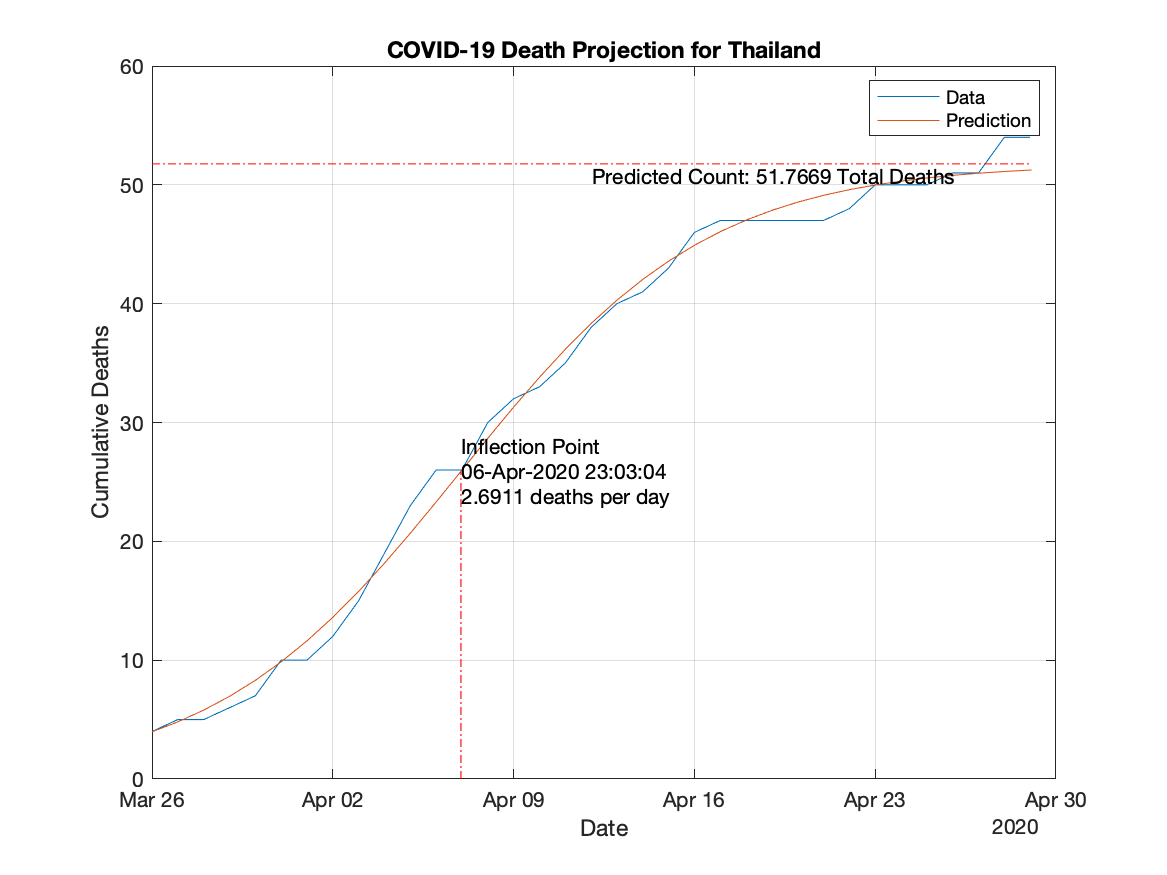 COVID-19 Death Projection for Thailand
60
50
40
30
20
10
0
Cumulative Deaths
Data
Prediction
Predicted Count: 51.7669 Total Deaths
Inflection Point
06-Apr-2020 23:03:04
2.6911 deaths per day
Mar 26
Apr 02
Apr 09
Apr 16
Apr 23
Apr 30
Date
2020